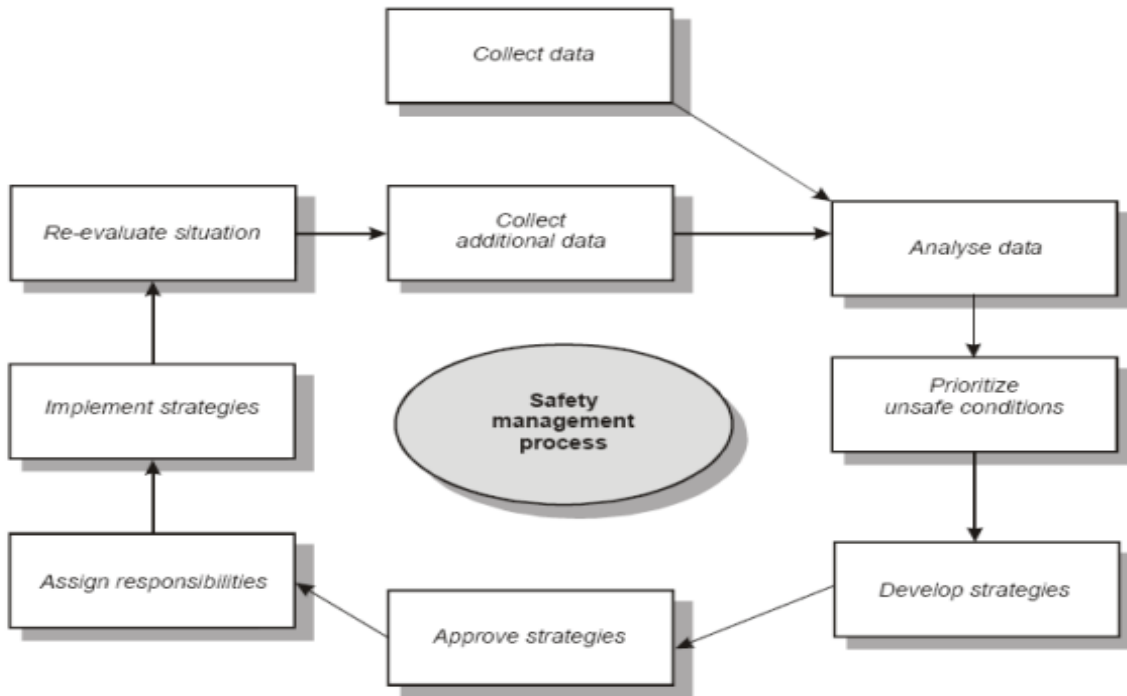 Collect data
Re-evaluate situation
Collect
additional data
Analyse data
Implement strategies
Safety
management
process
Prioritize
unsafe conditions
Assign responsibilities
Approve strategies
Develop strategies